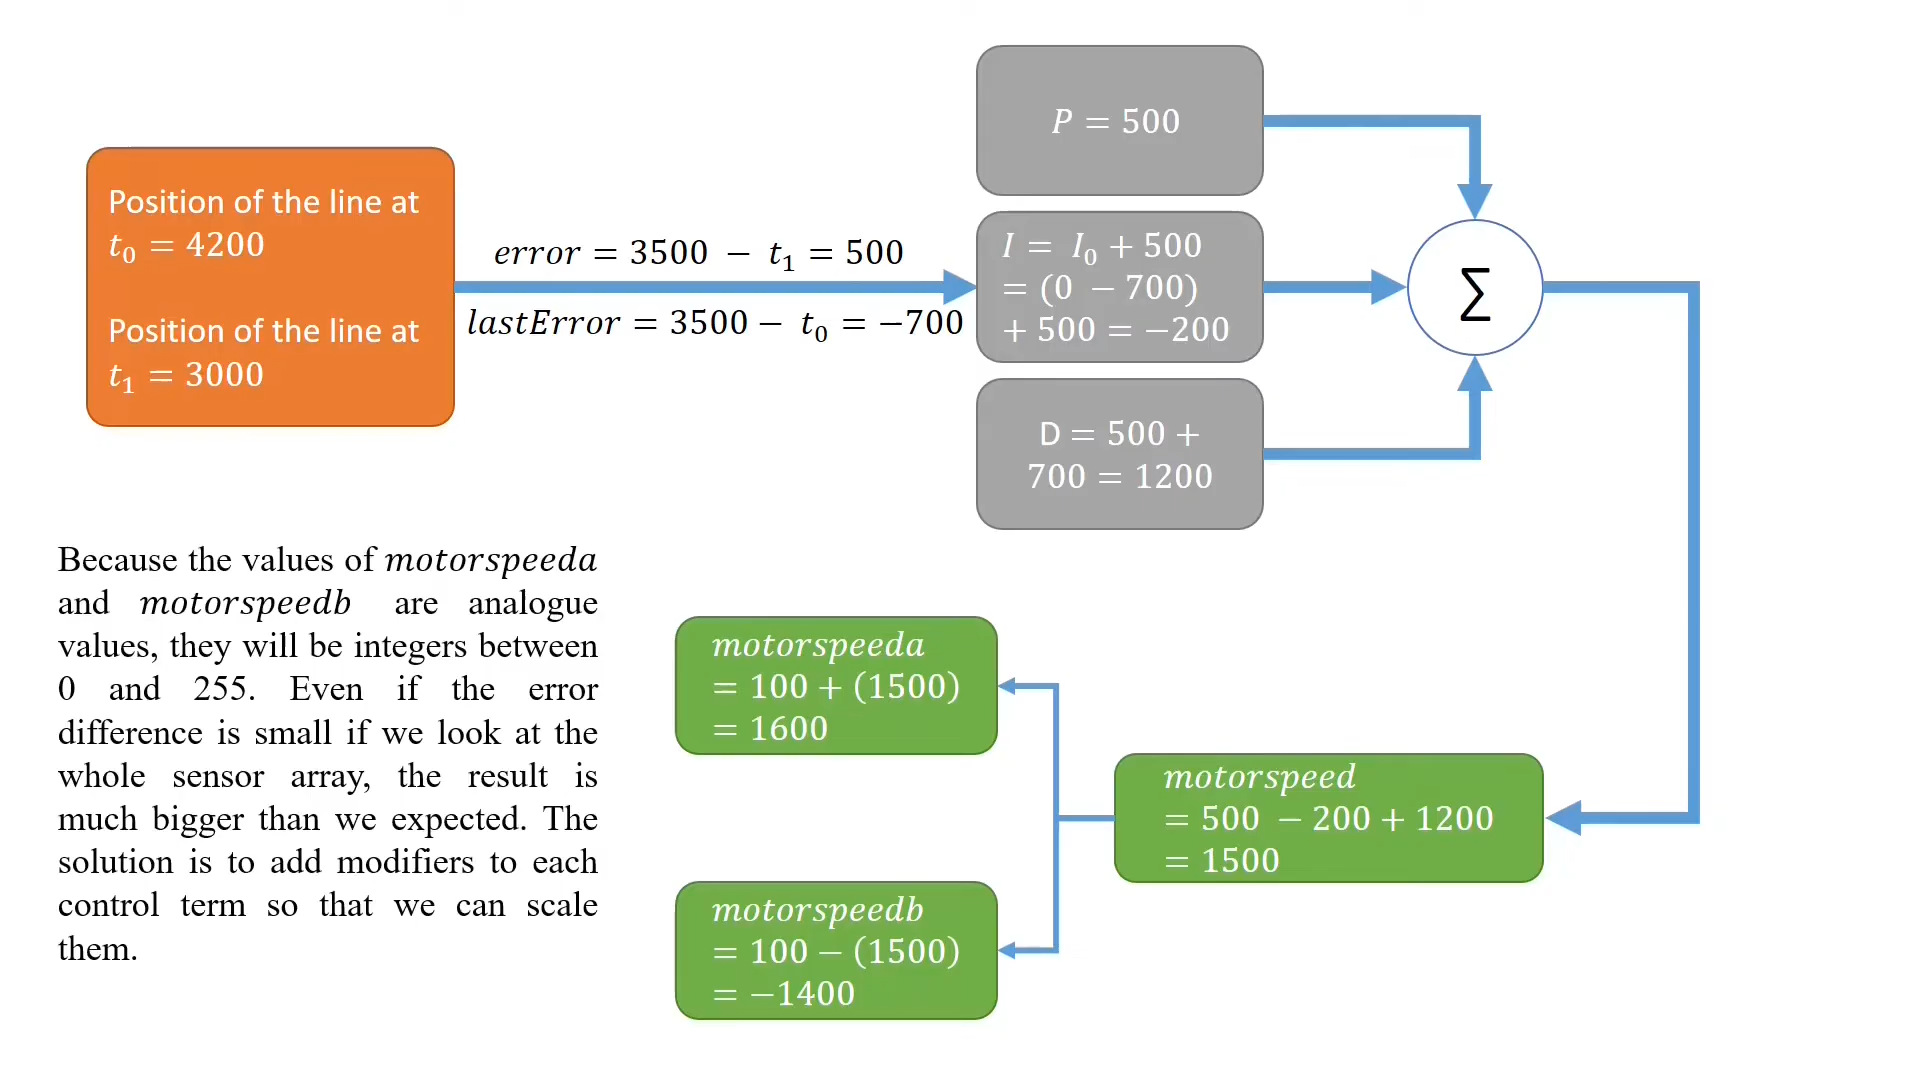 Position of the line at
t₀ = 4200
Position of the line at
t₁ = 3000
error = 3500 − t₁ = 500
lastError = 3500 − t₀ = −700
P = 500
I = I₀ + 500
= (0 − 700)
+ 500 = −200
D = 500 +
700 = 1200
∑
Because the values of motorspeeda
and motorspeedb are analogue
values, they will be integers between
0 and 255. Even if the error
difference is small if we look at the
whole sensor array, the result is
much bigger than we expected. The
solution is to add modifiers to each
control term so that we can scale
them.
motorspeeda
= 100 + (1500)
= 1600
motorspeed
= 500 − 200 + 1200
= 1500
motorspeedb
= 100 − (1500)
= −1400